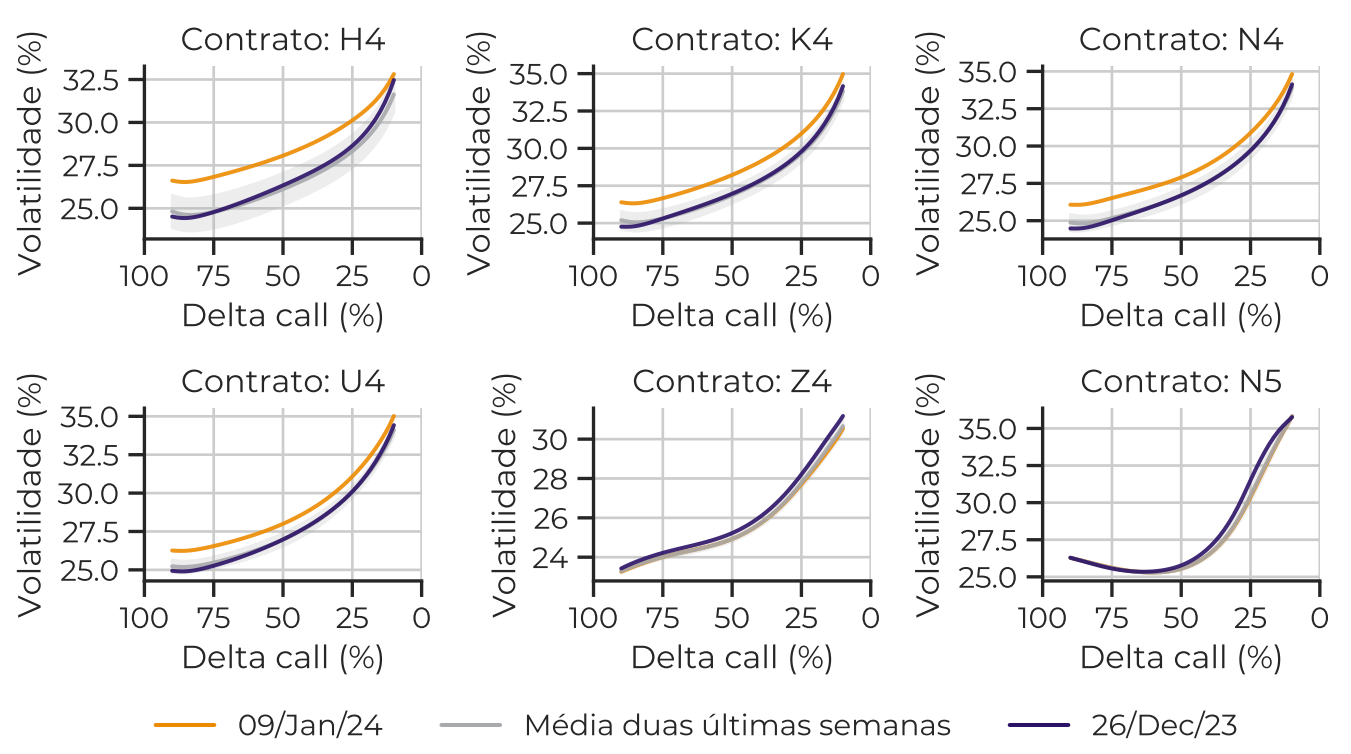 Contrato: H4
Volatilidade (%)
32.5
30.0
27.5
25.0
100 75 50 25 0
Delta call (%)
Contrato: K4
Volatilidade (%)
35.0
32.5
30.0
27.5
25.0
100 75 50 25 0
Delta call (%)
Contrato: N4
Volatilidade (%)
35.0
32.5
30.0
27.5
25.0
100 75 50 25 0
Delta call (%)
Contrato: U4
Volatilidade (%)
35.0
32.5
30.0
27.5
25.0
100 75 50 25 0
Delta call (%)
Contrato: Z4
Volatilidade (%)
30
28
26
24
100 75 50 25 0
Delta call (%)
Contrato: N5
Volatilidade (%)
35.0
32.5
30.0
27.5
25.0
100 75 50 25 0
Delta call (%)
09/Jan/24 Média duas últimas semanas 26/Dec/23